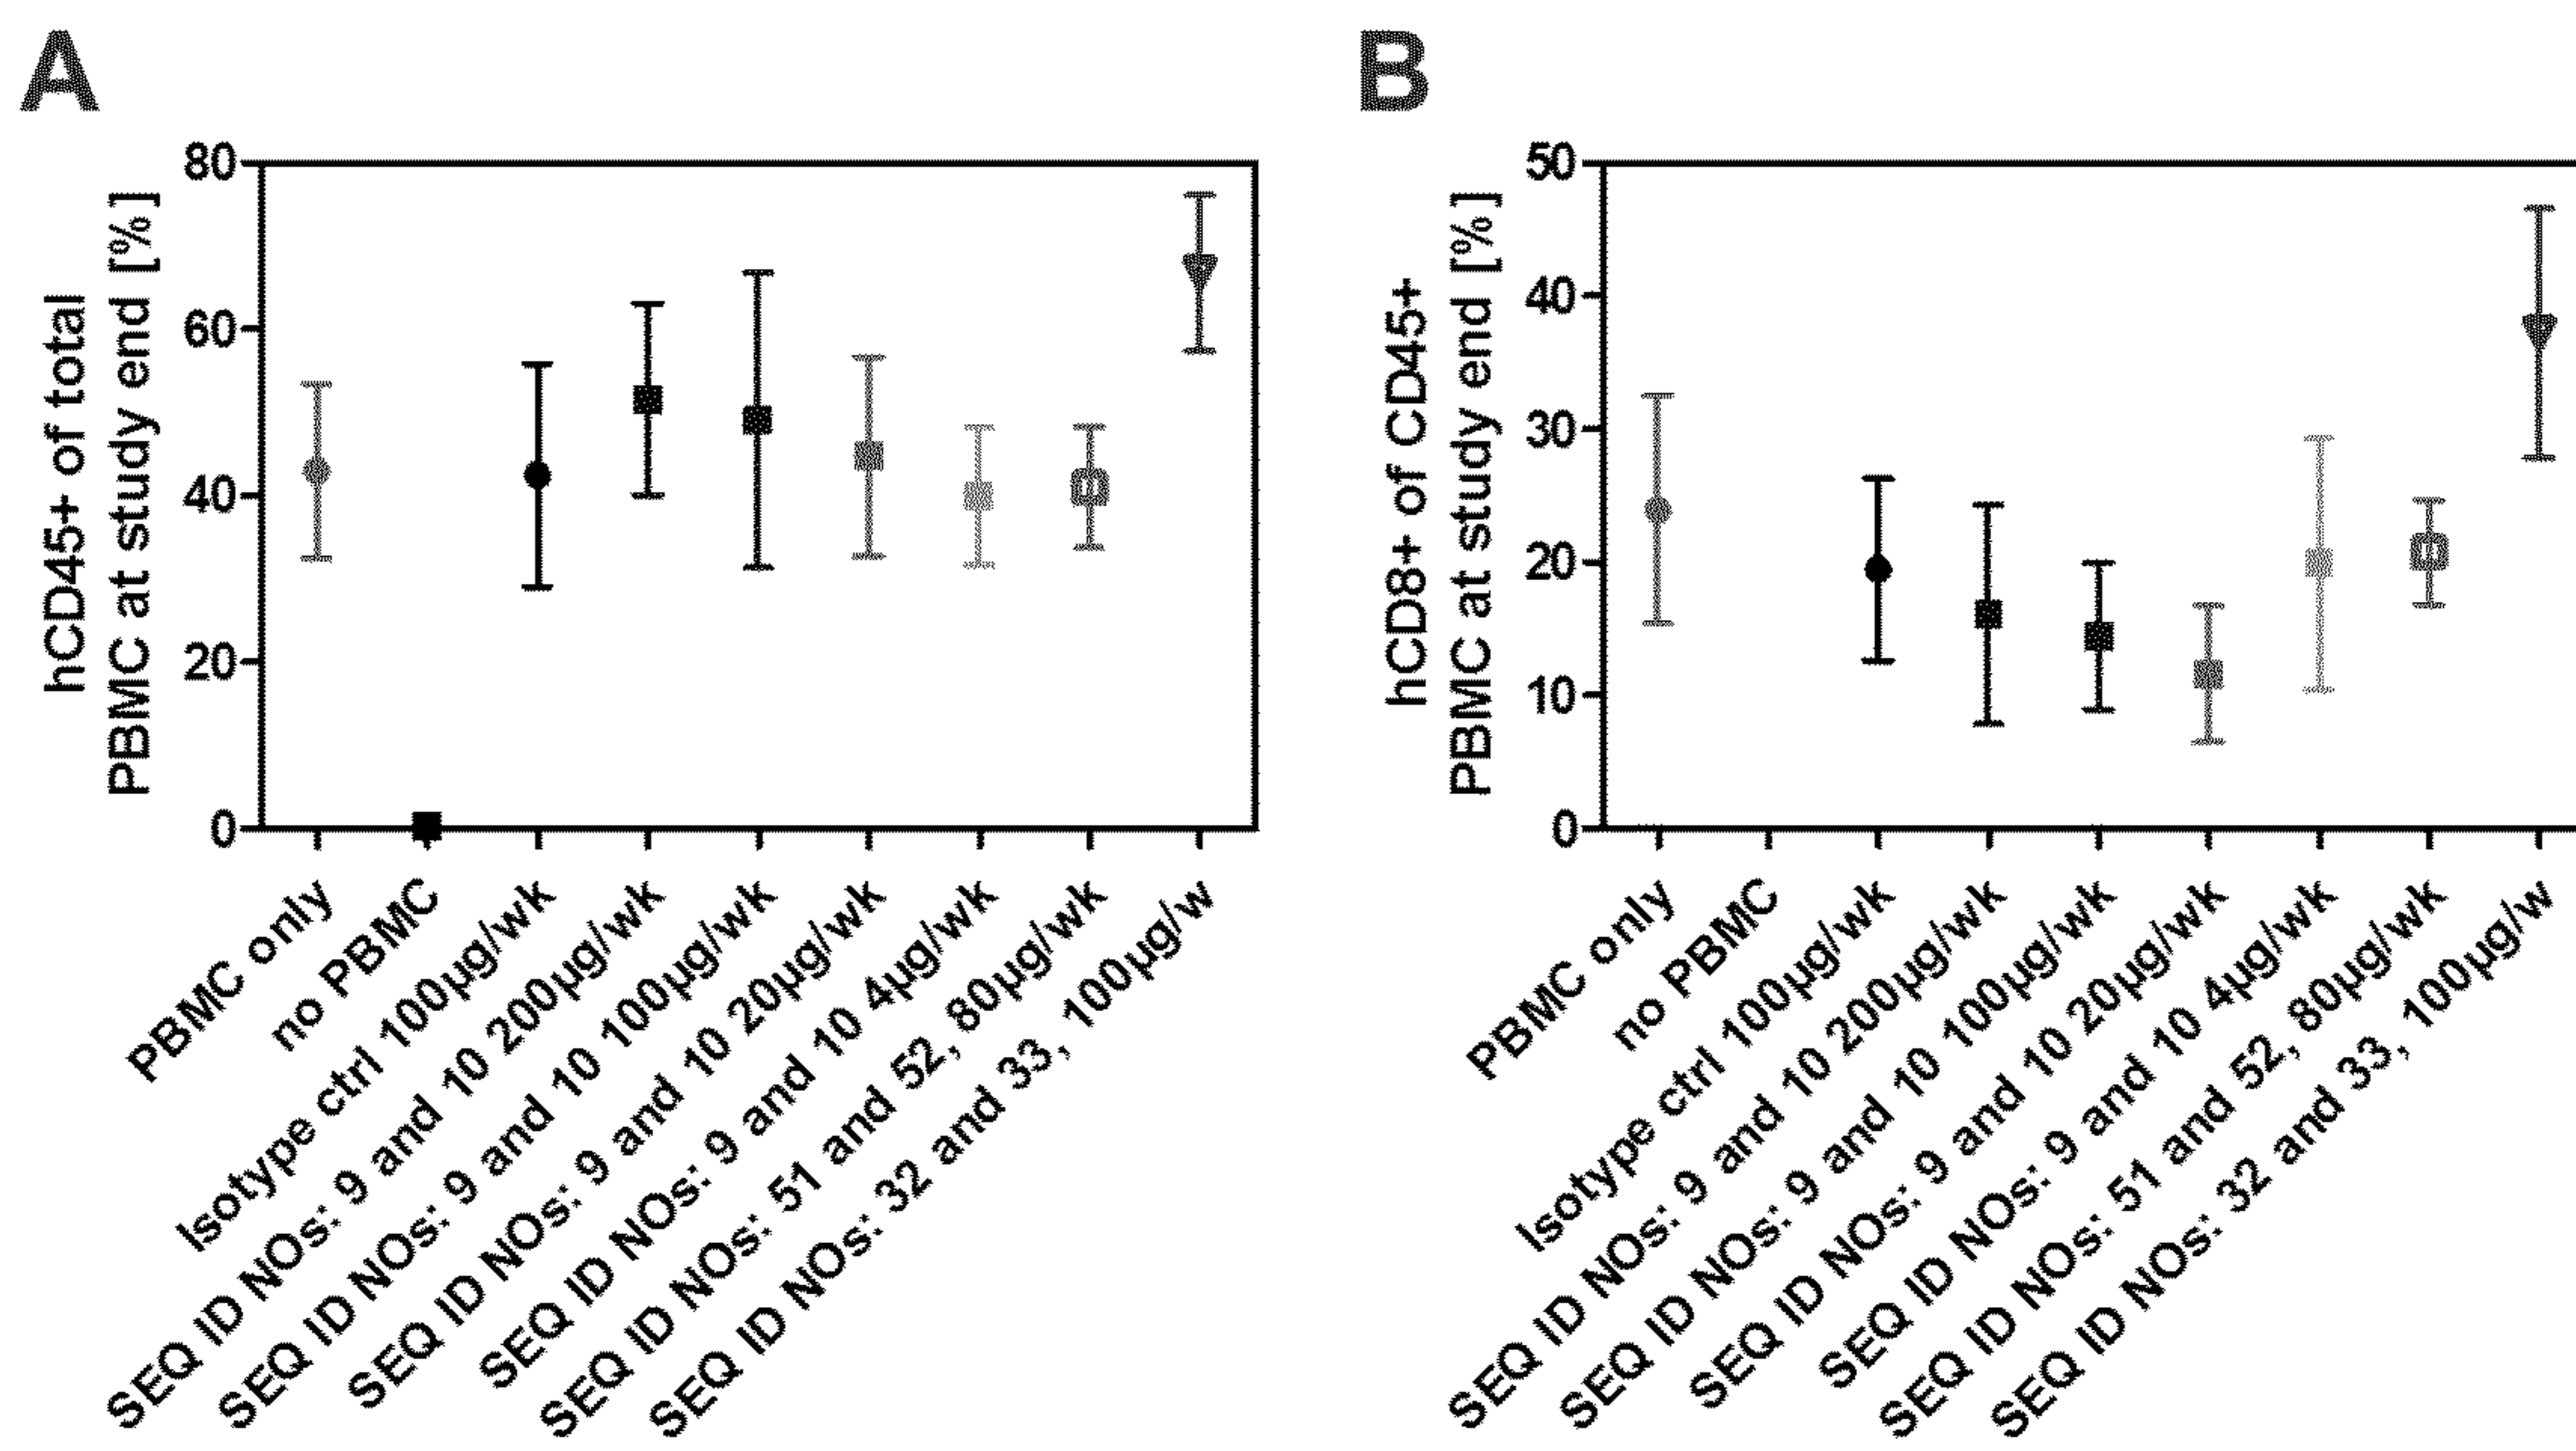 A
hCD45+ of total
PBMC at study end [%]
80
60
40
20
0
PBMC only
no PBMC
Isotype ctrl 100µg/wk
SEQ ID NOs: 9 and 10 200µg/wk
SEQ ID NOs: 9 and 10 100µg/wk
SEQ ID NOs: 9 and 10 20µg/wk
SEQ ID NOs: 9 and 10 4µg/wk
SEQ ID NOs: 51 and 52, 80µg/wk
SEQ ID NOs: 32 and 33, 100µg/w
B
hCD8+ of CD45+
PBMC at study end [%]
50
40
30
20
10
0
PBMC only
no PBMC
Isotype ctrl 100µg/wk
SEQ ID NOs: 9 and 10 200µg/wk
SEQ ID NOs: 9 and 10 100µg/wk
SEQ ID NOs: 9 and 10 20µg/wk
SEQ ID NOs: 9 and 10 4µg/wk
SEQ ID NOs: 51 and 52, 80µg/wk
SEQ ID NOs: 32 and 33, 100µg/w